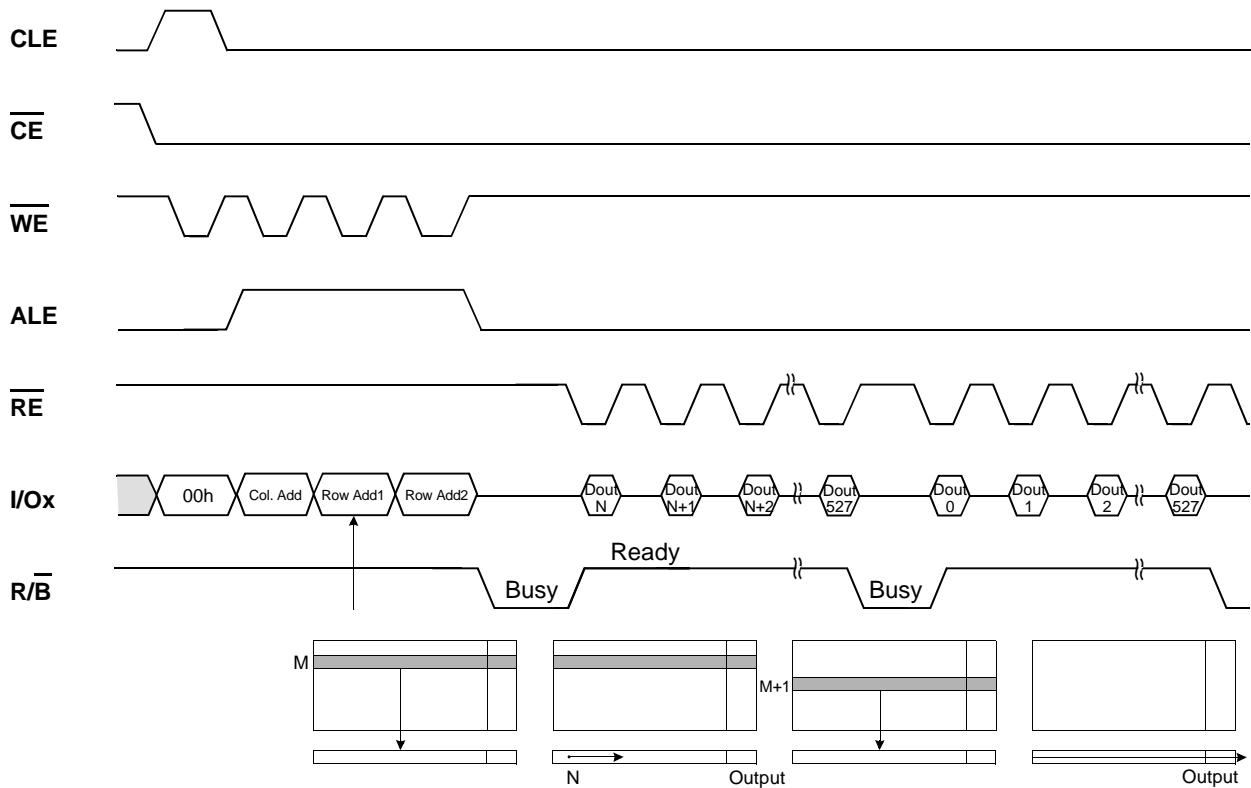 CLE
CE
WE
ALE
RE
I/Ox
00h
Col. Add
Row Add1
Row Add2
Dout
N
Dout
N+1
Dout
N+2
Dout
527
Dout
0
Dout
1
Dout
2
Dout
527
R/B
Busy
Ready
Busy
M
M+1
N
Output
Output